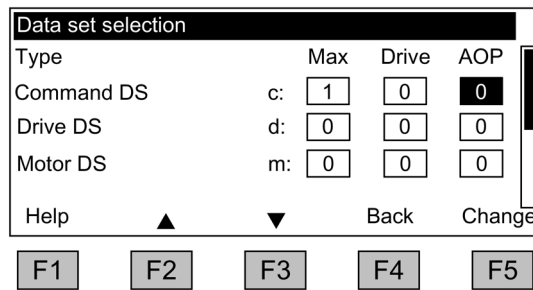 Data set selection
Type Max Drive AOP
Command DS c: 1 0 0
Drive DS d: 0 0 0
Motor DS m: 0 0 0
Help ▲ ▼ Back Change
F1 F2 F3 F4 F5